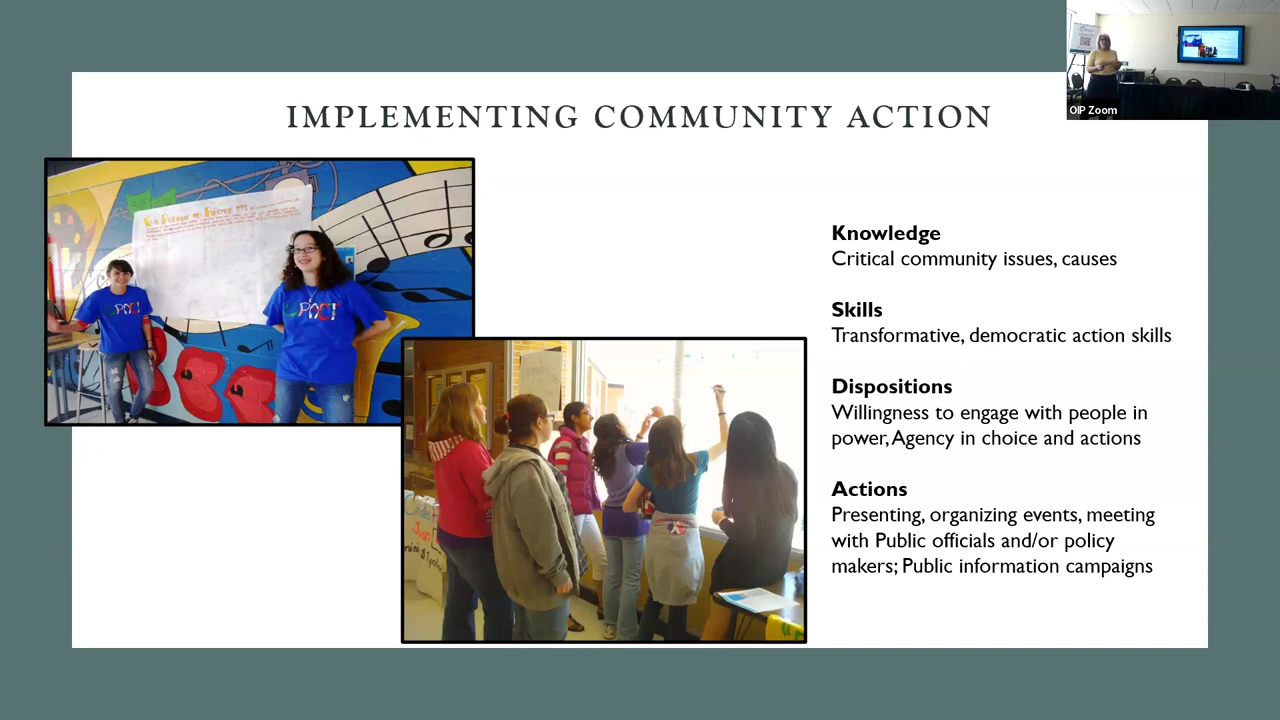 IMPLEMENTING COMMUNITY ACTION
OIP Zoom
Knowledge
Critical community issues, causes
Skills
Transformative, democratic action skills
Dispositions
Willingness to engage with people in
power, Agency in choice and actions
Actions
Presenting, organizing events, meeting
with Public officials and/or policy
makers; Public information campaigns